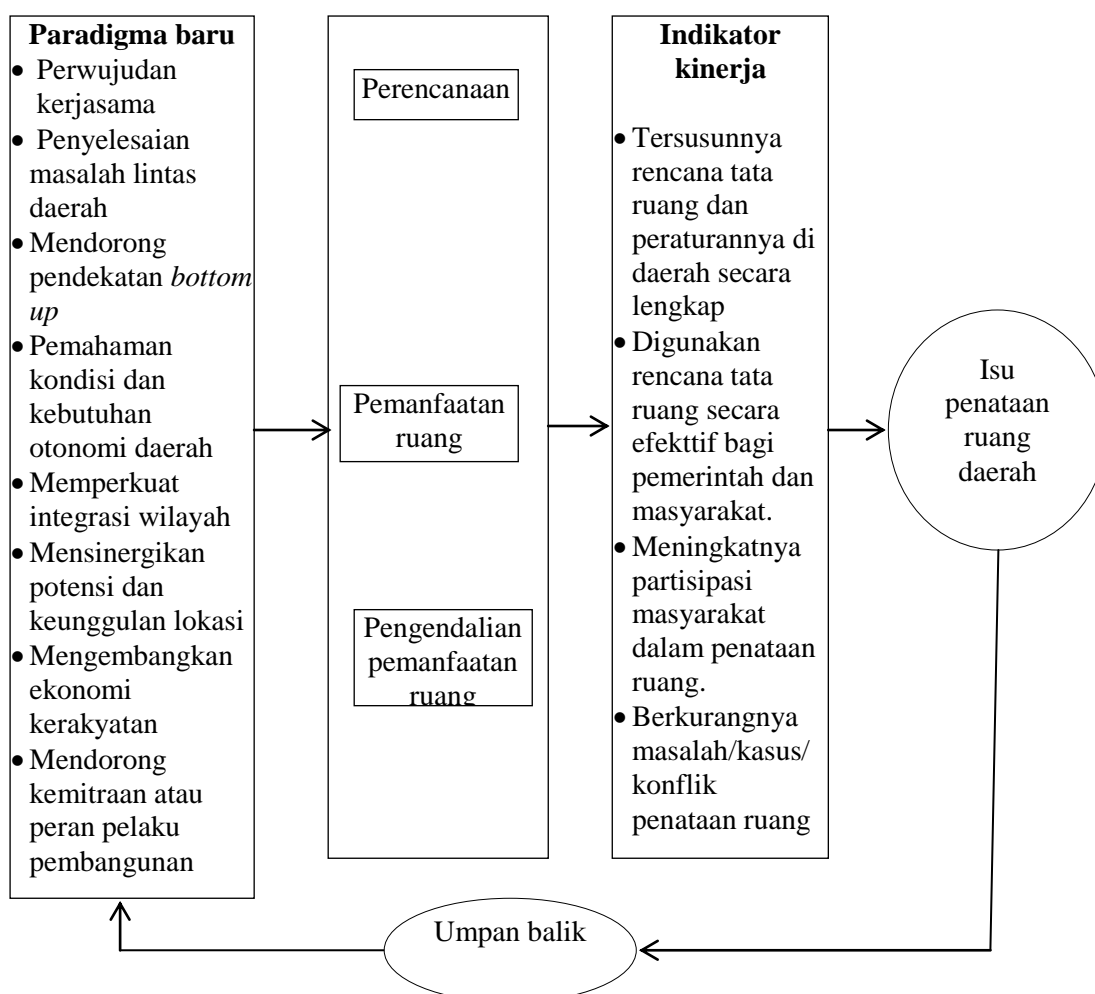 Paradigma baru
• Perwujudan
kerjasama
• Penyelesaian
masalah lintas
daerah
• Mendorong
pendekatan bottom
up
• Pemahaman
kondisi dan
kebutuhan
otonomi daerah
• Memperkuat
integrasi wilayah
• Mensinergikan
potensi dan
keunggulan lokasi
• Mengembangkan
ekonomi
kerakyatan
• Mendorong
kemitraan atau
peran pelaku
pembangunan
Perencanaan
Pemanfaatan
ruang
Pengendalian
pemanfaatan
ruang
Indikator
kinerja
• Tersusunnya
rencana tata
ruang dan
peraturannya di
daerah secara
lengkap
• Digunakan
rencana tata
ruang secara
efekttif bagi
pemerintah dan
masyarakat.
• Meningkatnya
partisipasi
masyarakat
dalam penataan
ruang.
• Berkurangnya
masalah/kasus/
konflik
penataan ruang
Isu
penataan
ruang
daerah
Umpan balik